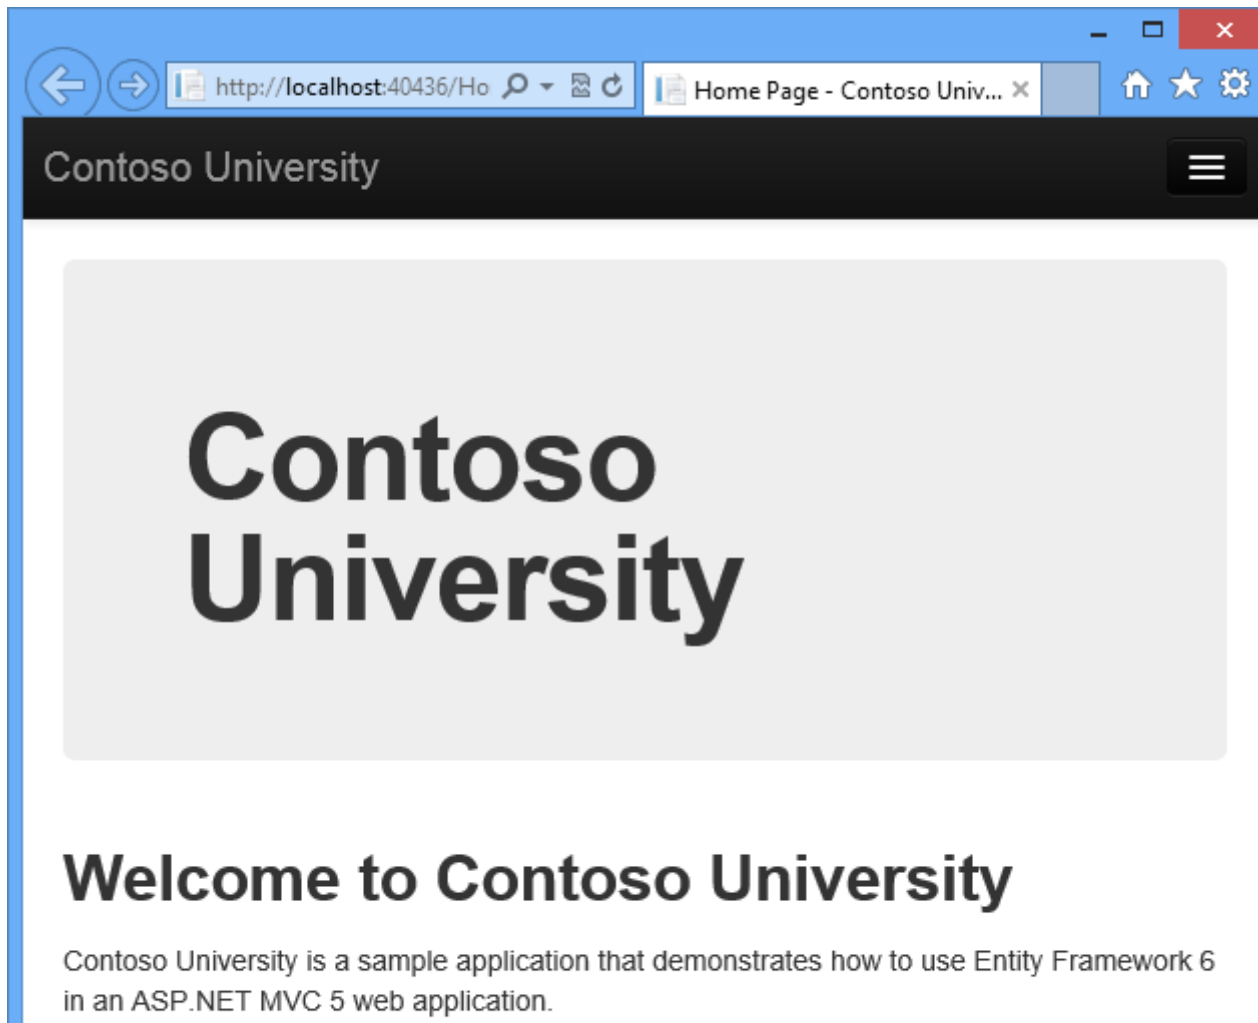 http://localhost:40436/Ho
Home Page - Contoso Univ...
Contoso University
Contoso
University
Welcome to Contoso University
Contoso University is a sample application that demonstrates how to use Entity Framework 6
in an ASP.NET MVC 5 web application.